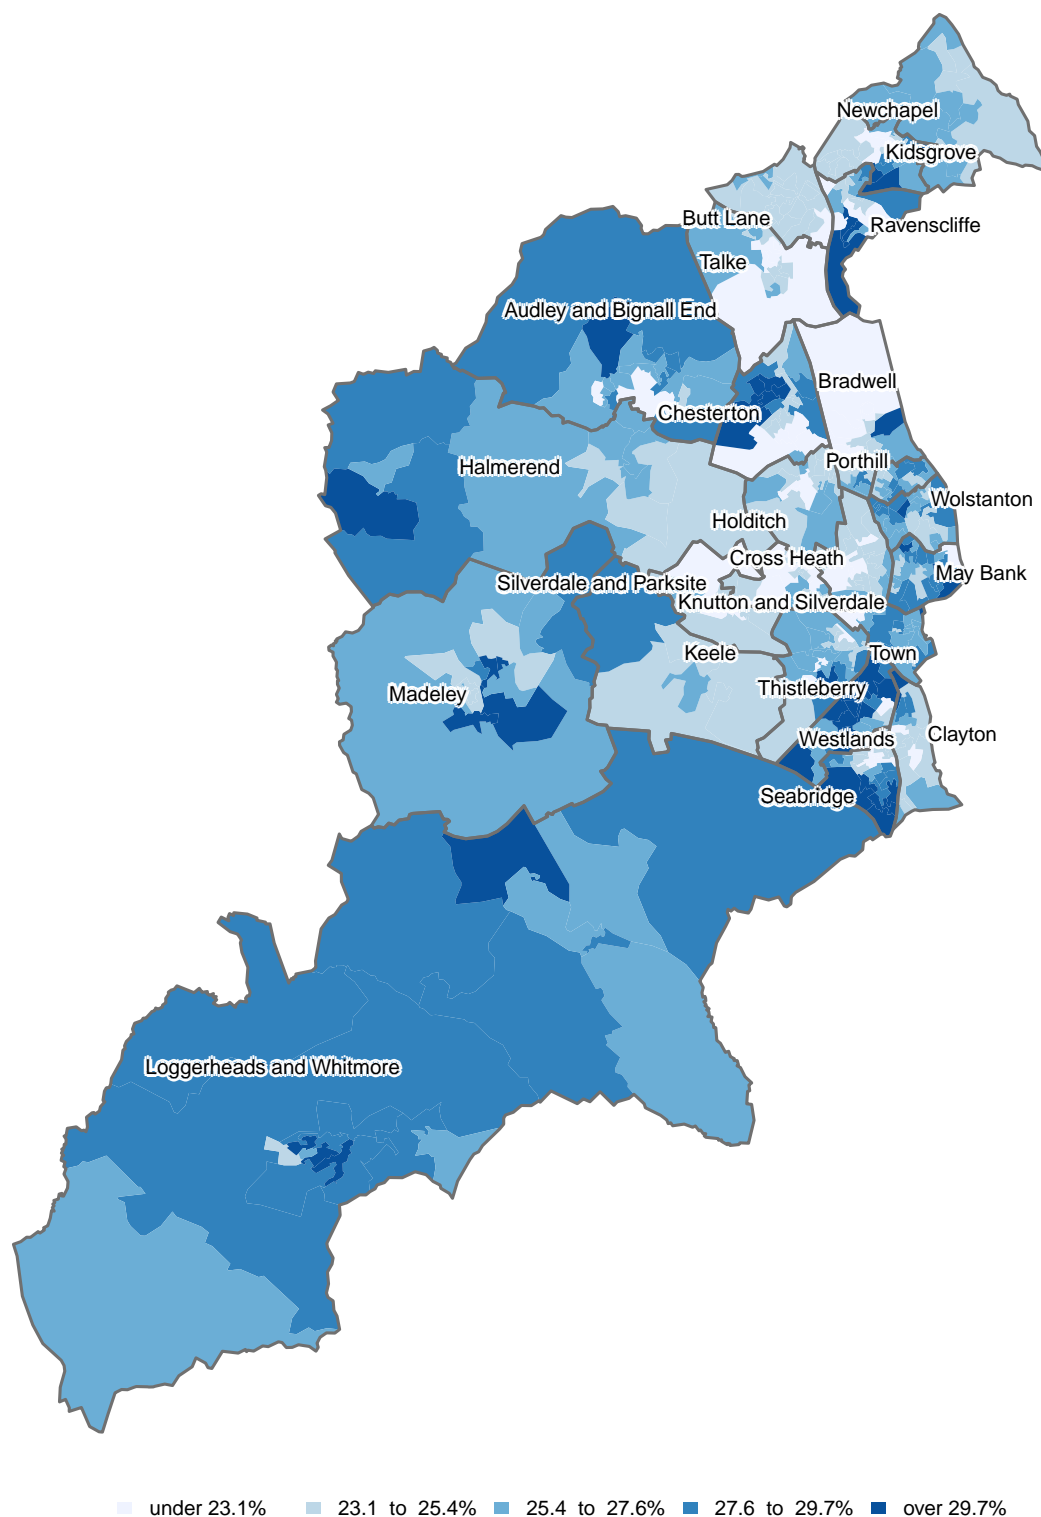 Newchapel
Kidsgrove
Butt Lane
Ravenscliffe
Talke
Audley and Bignall End
Bradwell
Chesterton
Porthill
Halmerend
Wolstanton
Holditch
Cross Heath
May Bank
Silverdale and Parksite
Knutton and Silverdale
Keele
Town
Madeley
Thistleberry
Westlands
Clayton
Seabridge
Loggerheads and Whitmore
under 23.1% 23.1 to 25.4% 25.4 to 27.6% 27.6 to 29.7% over 29.7%